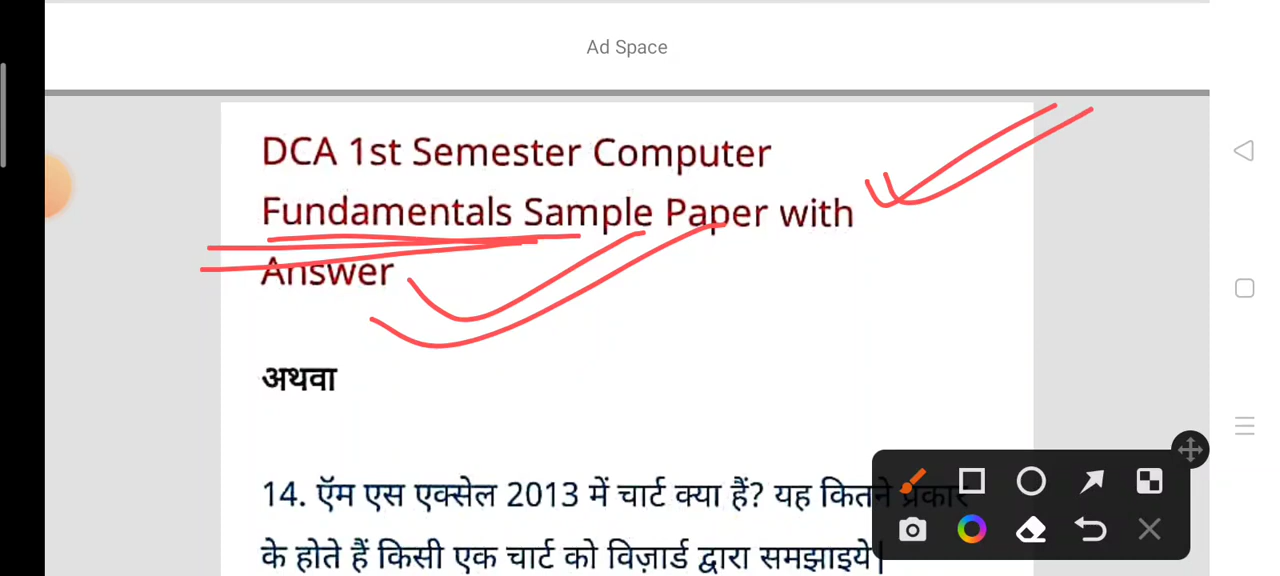 Ad Space
DCA 1st Semester Computer
Fundamentals Sample Paper with
Answer
अथवा
14. ऍम एस एक्सेल 2013 में चार्ट क्या हैं? यह कितने प्रकार
के होते हैं किसी एक चार्ट को विज़ार्ड द्वारा समझाइये|